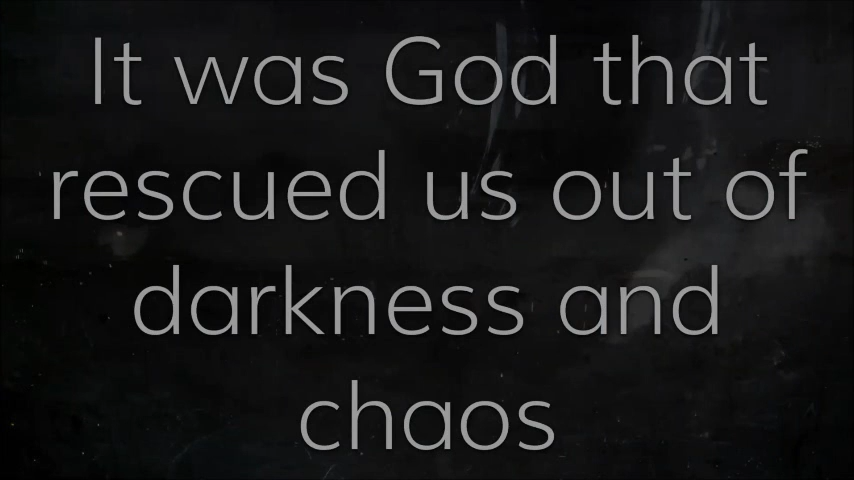 It was God that
rescued us out of
darkness and
chaos